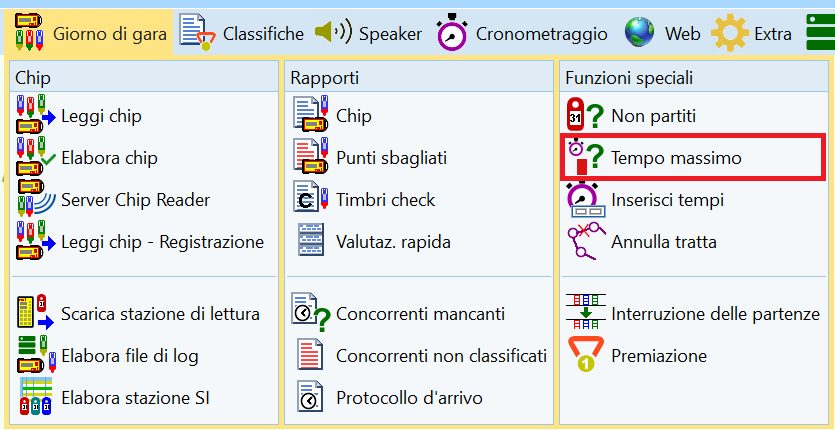 Giorno di gara
Classifiche
Speaker
Cronometraggio
Web
Extra
Chip
Leggi chip
Elabora chip
Server Chip Reader
Leggi chip - Registrazione
Scarica stazione di lettura
Elabora file di log
Elabora stazione SI
Rapporti
Chip
Punti sbagliati
Timbri check
Valutaz. rapida
Concorrenti mancanti
Concorrenti non classificati
Protocollo d'arrivo
Funzioni speciali
31
Non partiti
Tempo massimo
Inserisci tempi
Annulla tratta
Interruzione delle partenze
1
Premiazione